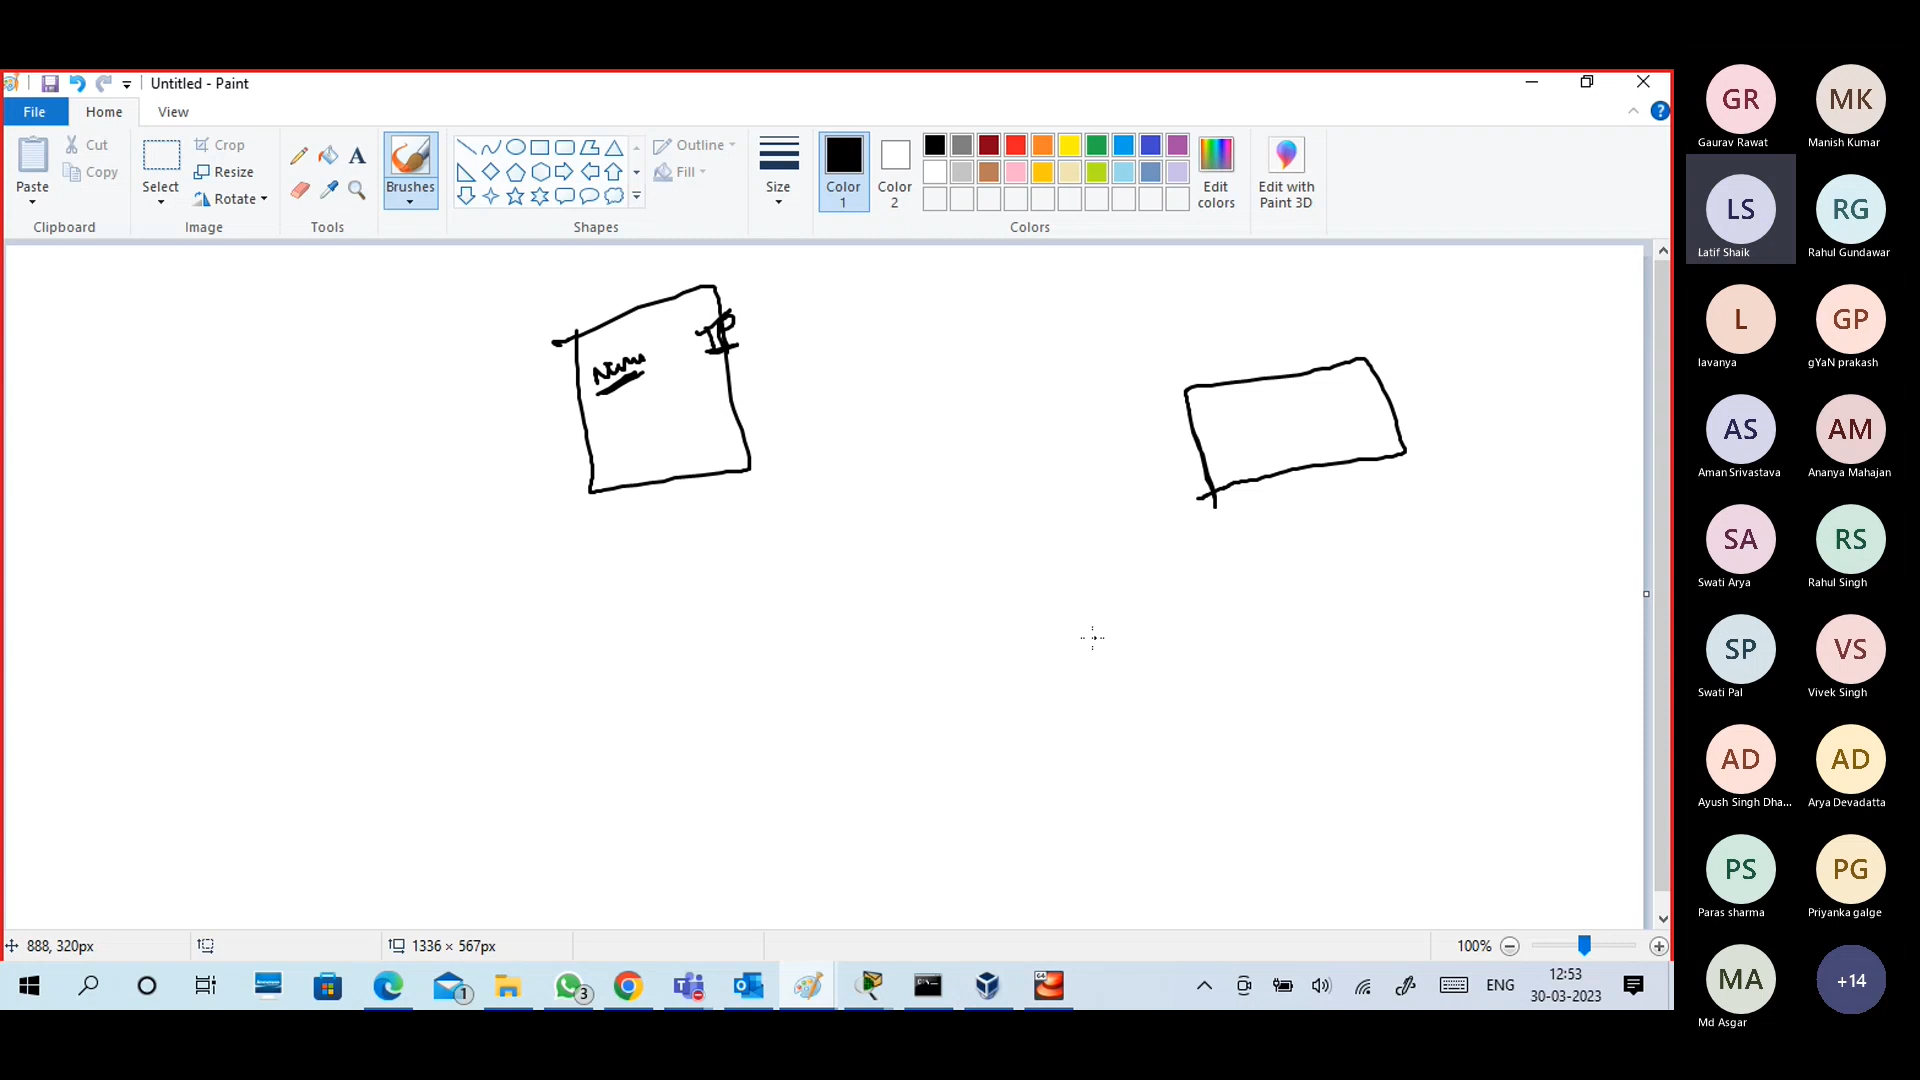 Untitled - Paint
File
Home
View
Paste
Cut
Copy
Clipboard
Select
Crop
Resize
Rotate
Image
A
Tools
Brushes
Outline
Fill
Shapes
Size
Color
1
Color
2
Edit
colors
Colors
Edit with
Paint 3D
?
IP
888, 320px
1336 × 567px
100%
1
3
64
ENG
12:53
30-03-2023
GR
Gaurav Rawat
MK
Manish Kumar
LS
Latif Shaik
RG
Rahul Gundawar
L
lavanya
GP
gYaN prakash
AS
Aman Srivastava
AM
Ananya Mahajan
SA
Swati Arya
RS
Rahul Singh
SP
Swati Pal
VS
Vivek Singh
AD
Ayush Singh Dha...
AD
Arya Devadatta
PS
Paras sharma
PG
Priyanka galge
MA
Md Asgar
+14